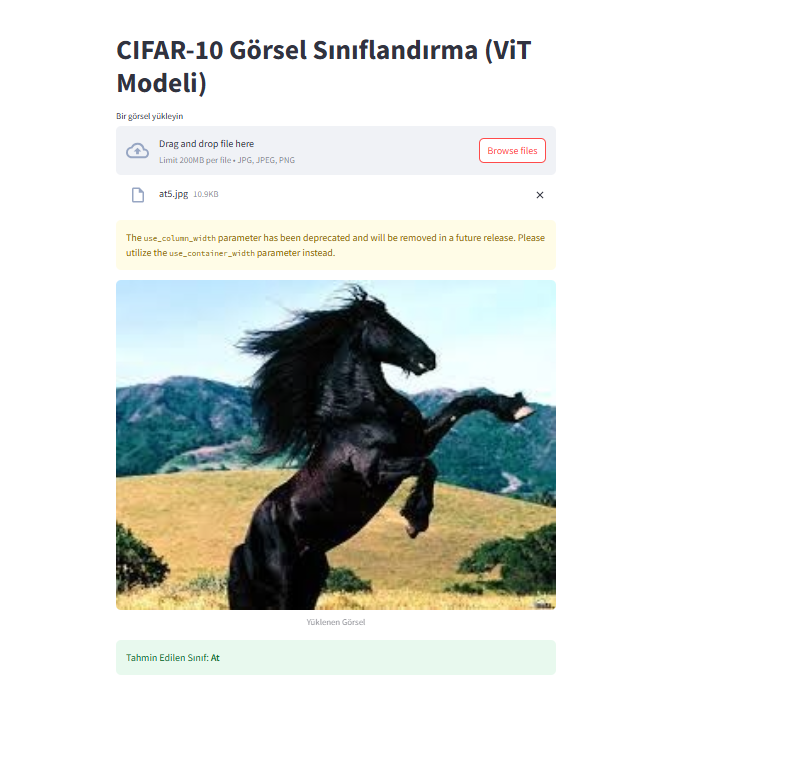 CIFAR-10 Görsel Sınıflandırma (ViT
Modeli)
Bir görsel yükleyin
Drag and drop file here
Limit 200MB per file • JPG, JPEG, PNG
Browse files
at5.jpg 10.9KB
The use_column_width parameter has been deprecated and will be removed in a future release. Please
utilize the use_container_width parameter instead.
Yüklenen Görsel
Tahmin Edilen Sınıf: At